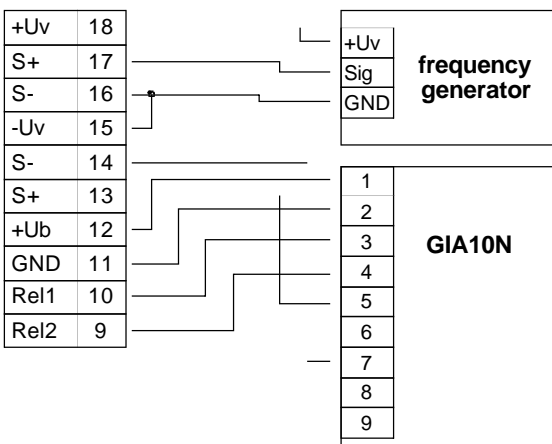 +Uv 18
S+ 17
S- 16
-Uv 15
S- 14
S+ 13
+Ub 12
GND 11
Rel1 10
Rel2 9
+Uv
Sig
GND
frequency
generator
1
2
3
4
5
6
7
8
9
GIA10N